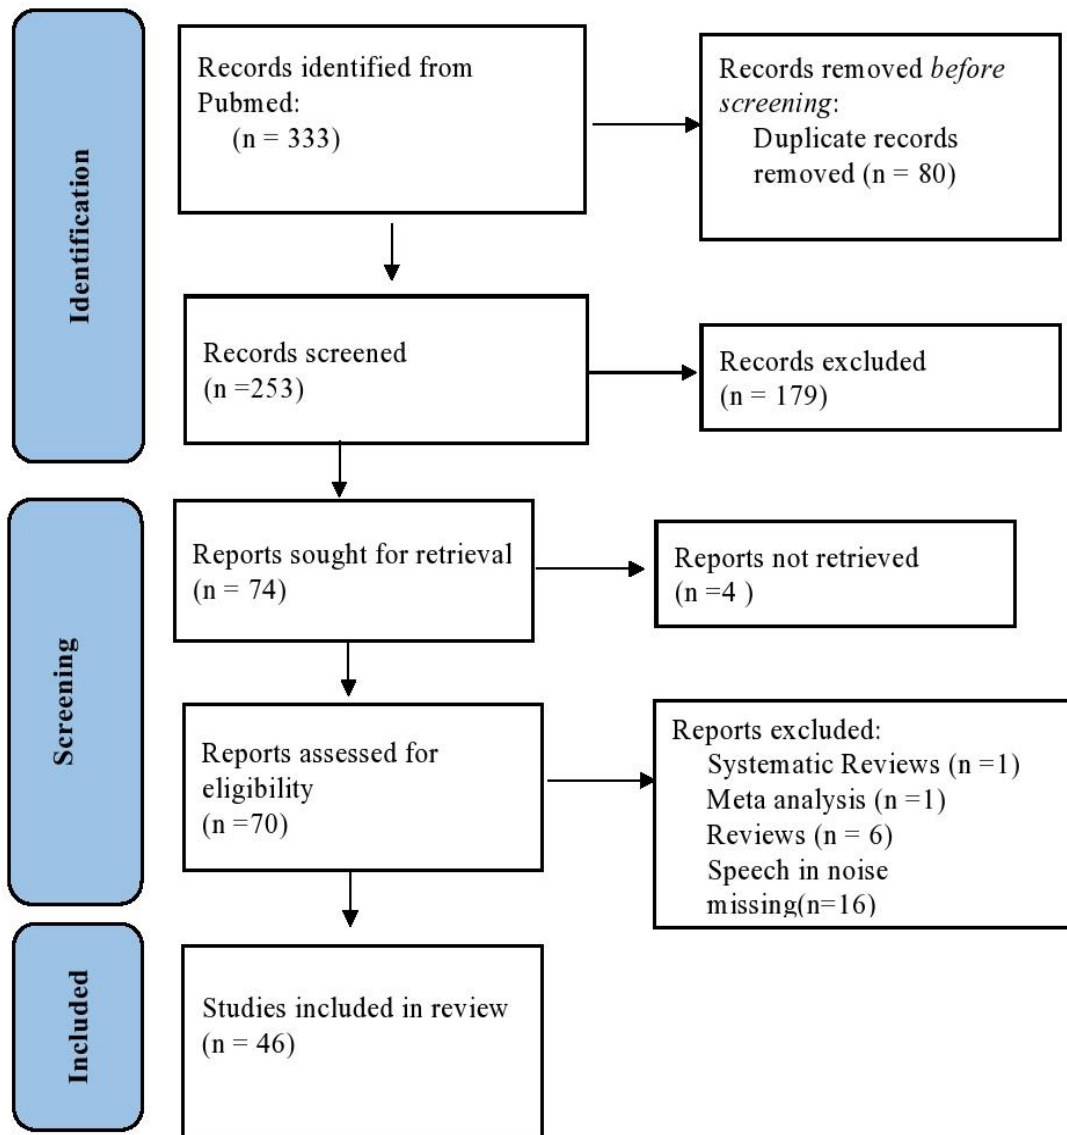 Identification
Records identified from
Pubmed:
(n = 333)
Records removed before
screening:
Duplicate records
removed (n = 80)
Records screened
(n =253)
Records excluded
(n = 179)
Screening
Reports sought for retrieval
(n = 74)
Reports not retrieved
(n =4 )
Reports assessed for
eligibility
(n =70)
Reports excluded:
Systematic Reviews (n =1)
Meta analysis (n =1)
Reviews (n = 6)
Speech in noise
missing(n=16)
Included
Studies included in review
(n = 46)